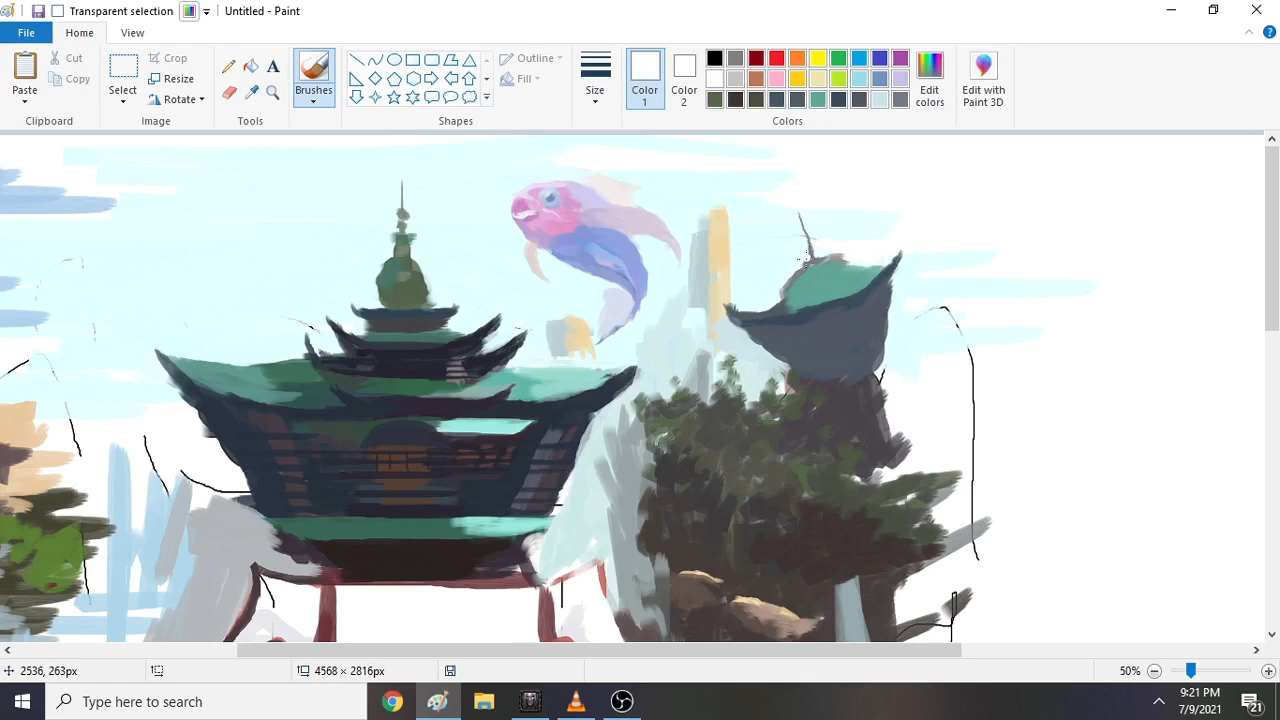 Transparent selection Untitled - Paint
File Home View
Paste
Cut
Copy
Clipboard
Select
Crop
Resize
Rotate
Image
A
Tools
Brushes
Outline
Fill
Shapes
Size
Color 1
Color 2
Edit colors
Colors
Edit with Paint 3D
2536, 263px 4568 × 2816px 50%
Type here to search
9:21 PM
7/9/2021
21